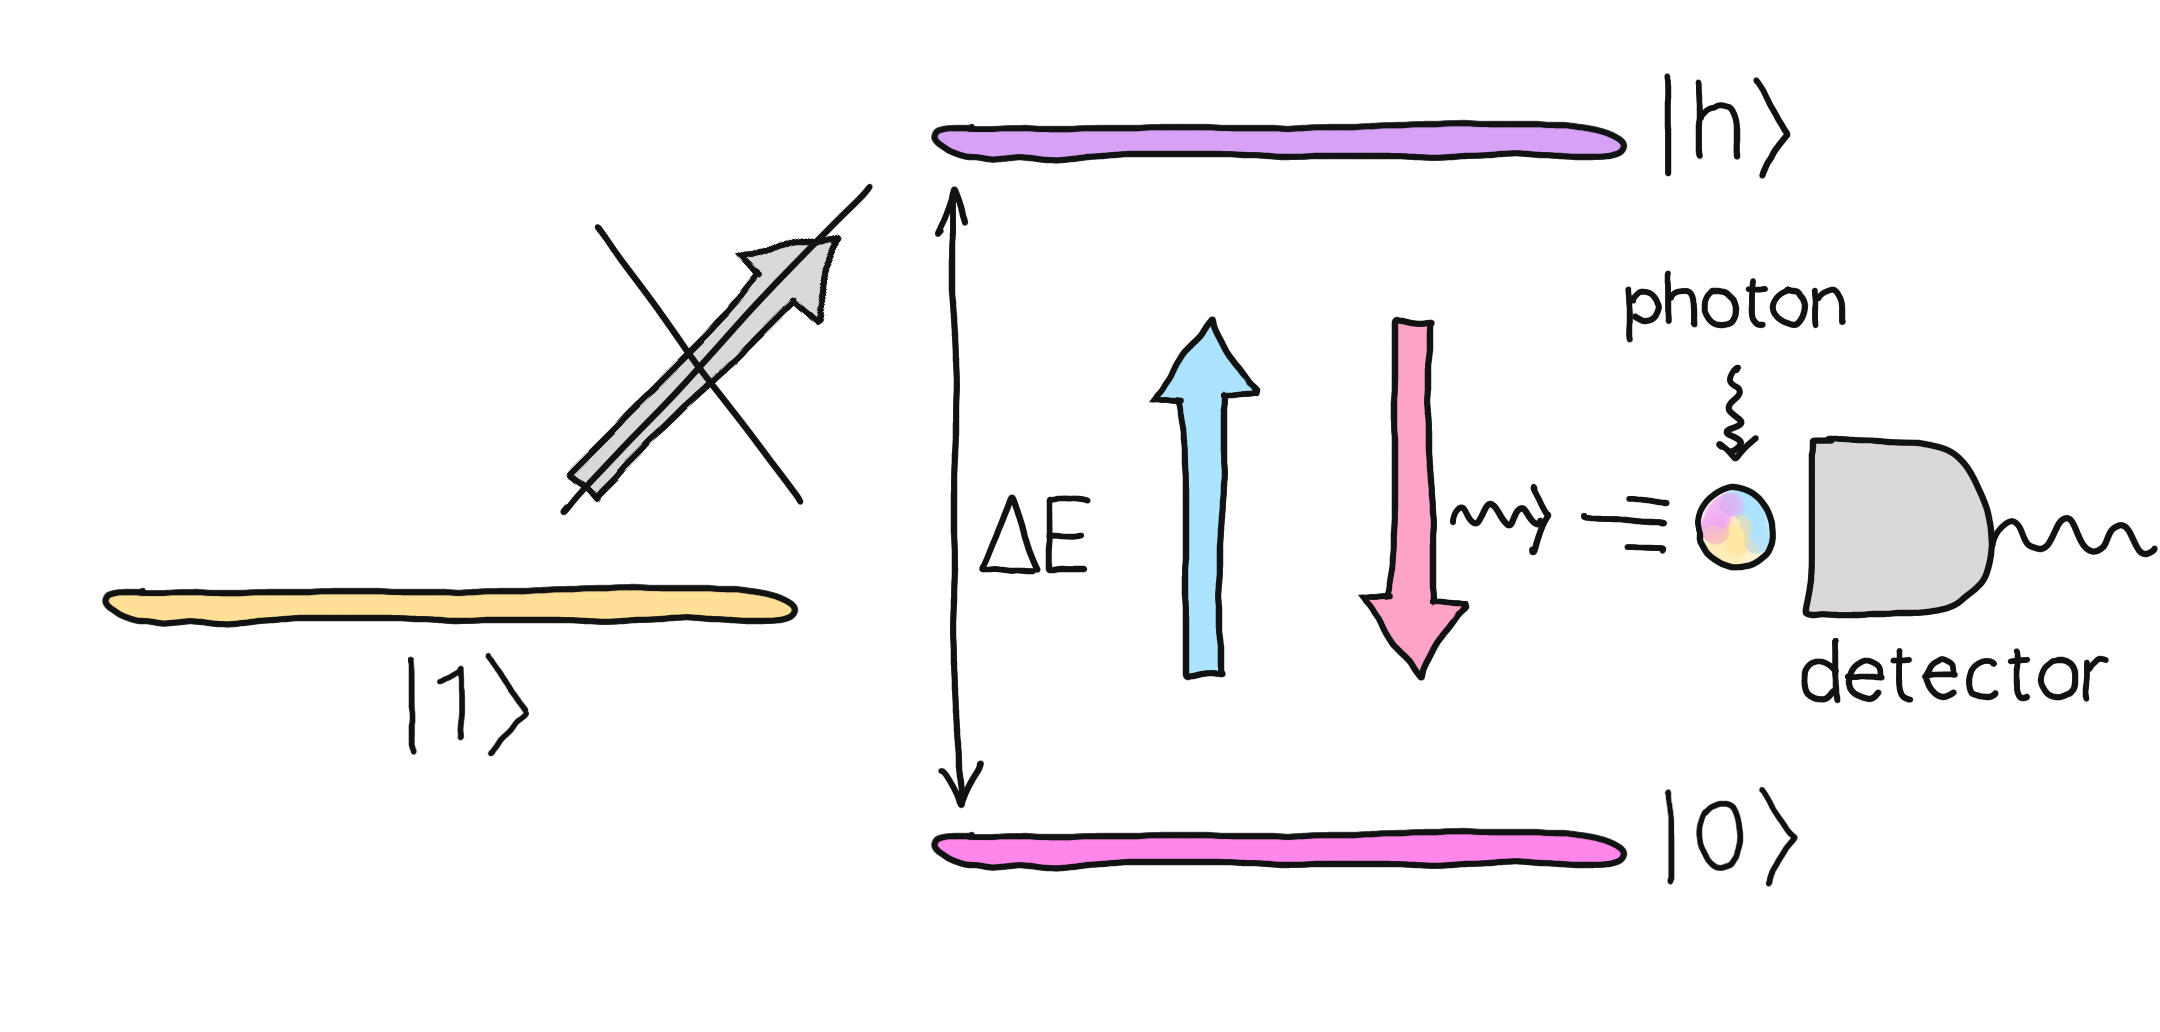 |h⟩
photon
ΔE
detector
|1⟩
|0⟩